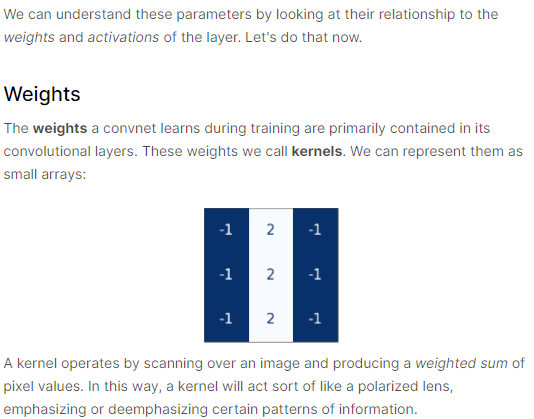 We can understand these parameters by looking at their relationship to the
weights and activations of the layer. Let's do that now.
Weights
The weights a convnet learns during training are primarily contained in its
convolutional layers. These weights we call kernels. We can represent them as
small arrays:
-1 2 -1
-1 2 -1
-1 2 -1
A kernel operates by scanning over an image and producing a weighted sum of
pixel values. In this way, a kernel will act sort of like a polarized lens,
emphasizing or deemphasizing certain patterns of information.